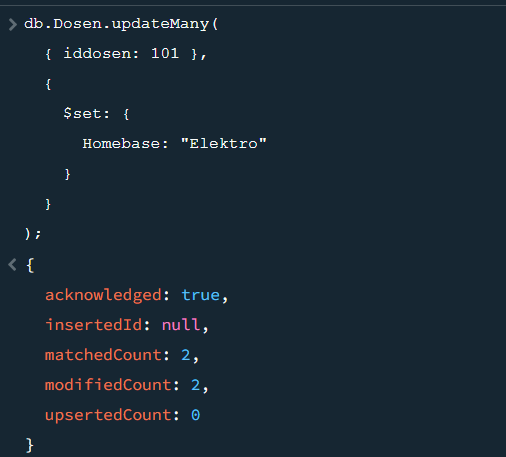 > db.Dosen.updateMany(
{ iddosen: 101 },
{
$set: {
Homebase: "Elektro"
}
}
);
< {
acknowledged: true,
insertedId: null,
matchedCount: 2,
modifiedCount: 2,
upsertedCount: 0
}